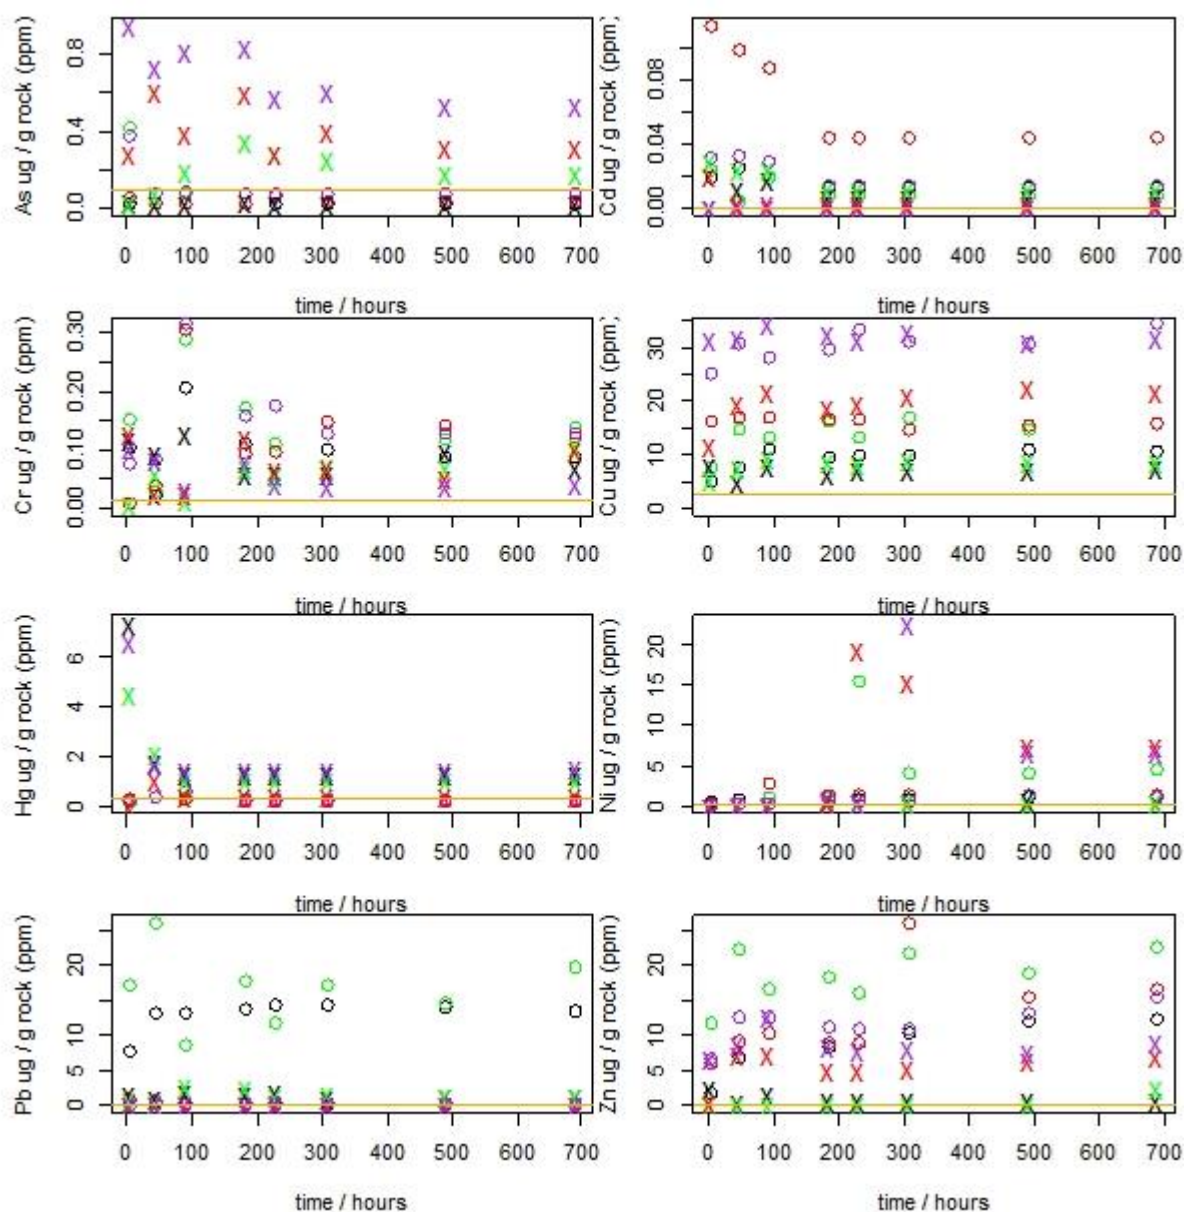 As ug / g rock (ppm)
0.8
0.4
0.0
0 100 200 300 400 500 600 700
time / hours
Cd ug / g rock (ppm)
0.08
0.04
0.00
0 100 200 300 400 500 600 700
time / hours
Cr ug / g rock (ppm)
0.30
0.20
0.10
0.00
0 100 200 300 400 500 600 700
time / hours
Cu ug / g rock (ppm)
30
20
10
0
0 100 200 300 400 500 600 700
time / hours
Hg ug / g rock (ppm)
6
4
2
0
0 100 200 300 400 500 600 700
time / hours
Ni ug / g rock (ppm)
20
15
10
5
0
0 100 200 300 400 500 600 700
time / hours
Pb ug / g rock (ppm)
20
10
5
0
0 100 200 300 400 500 600 700
time / hours
Zn ug / g rock (ppm)
20
10
5
0
0 100 200 300 400 500 600 700
time / hours